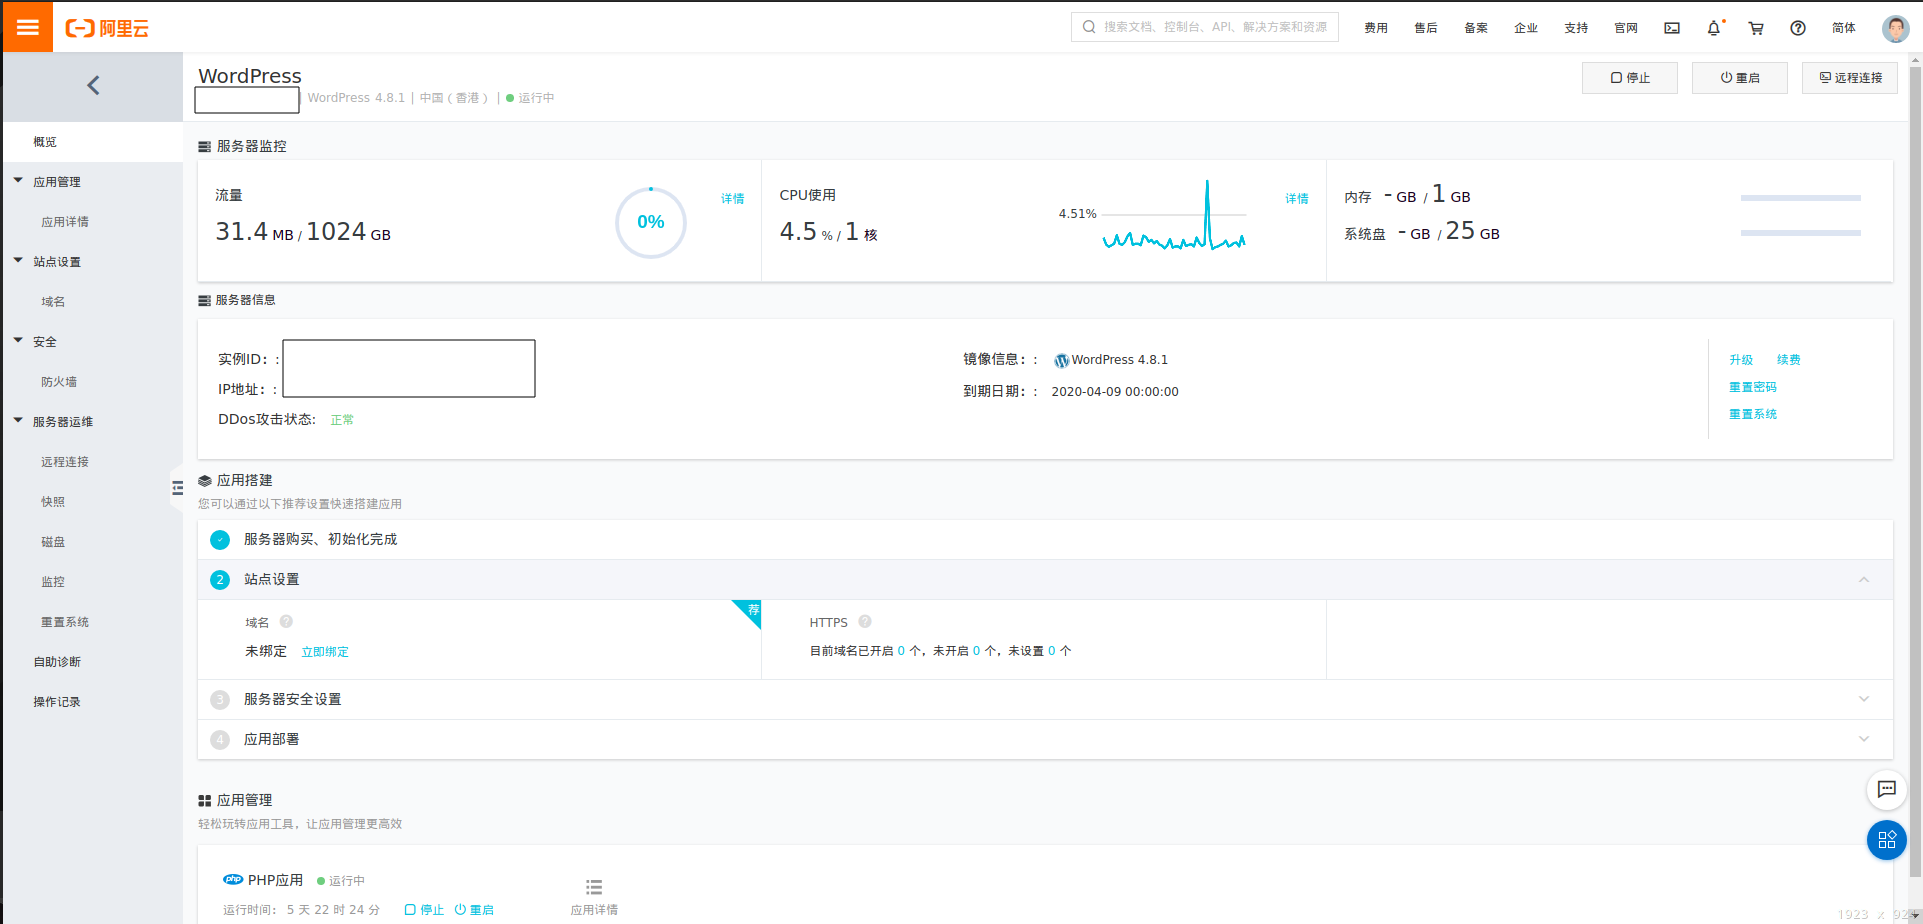 阿里云
搜索文档、控制台、API、解决方案和资源
费用 售后 备案 企业 支持 官网 简体
WordPress
WordPress 4.8.1 | 中国（香港） | 运行中
停止 重启 远程连接
概览
应用管理
应用详情
站点设置
域名
安全
防火墙
服务器运维
远程连接
快照
磁盘
监控
重置系统
自助诊断
操作记录
服务器监控
流量
31.4 MB / 1024 GB
0%
详情
CPU使用
4.5 % / 1 核
4.51%
详情
内存 - GB / 1 GB
系统盘 - GB / 25 GB
服务器信息
实例ID：:
IP地址：:
DDos攻击状态: 正常
镜像信息：: WordPress 4.8.1
到期日期：: 2020-04-09 00:00:00
升级 续费
重置密码
重置系统
应用搭建
您可以通过以下推荐设置快速搭建应用
服务器购买、初始化完成
2 站点设置
域名 ?
荐
未绑定 立即绑定
HTTPS ?
目前域名已开启 0 个，未开启 0 个，未设置 0 个
3 服务器安全设置
4 应用部署
应用管理
轻松玩转应用工具，让应用管理更高效
php PHP应用 运行中
运行时间: 5 天 22 时 24 分 停止 重启
应用详情